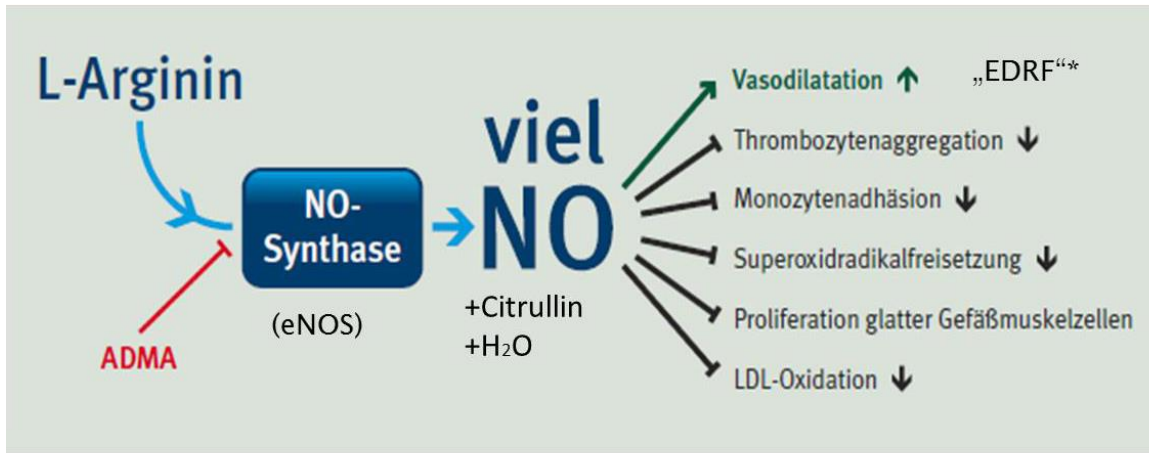 L-Arginin
ADMA
NO-
Synthase
(eNOS)
viel
NO
+Citrullin
+H₂O
Vasodilatation ↑ „EDRF“*
Thrombozytenaggregation ↓
Monozytenadhäsion ↓
Superoxidradikalfreisetzung ↓
Proliferation glatter Gefäßmuskelzellen
LDL-Oxidation ↓